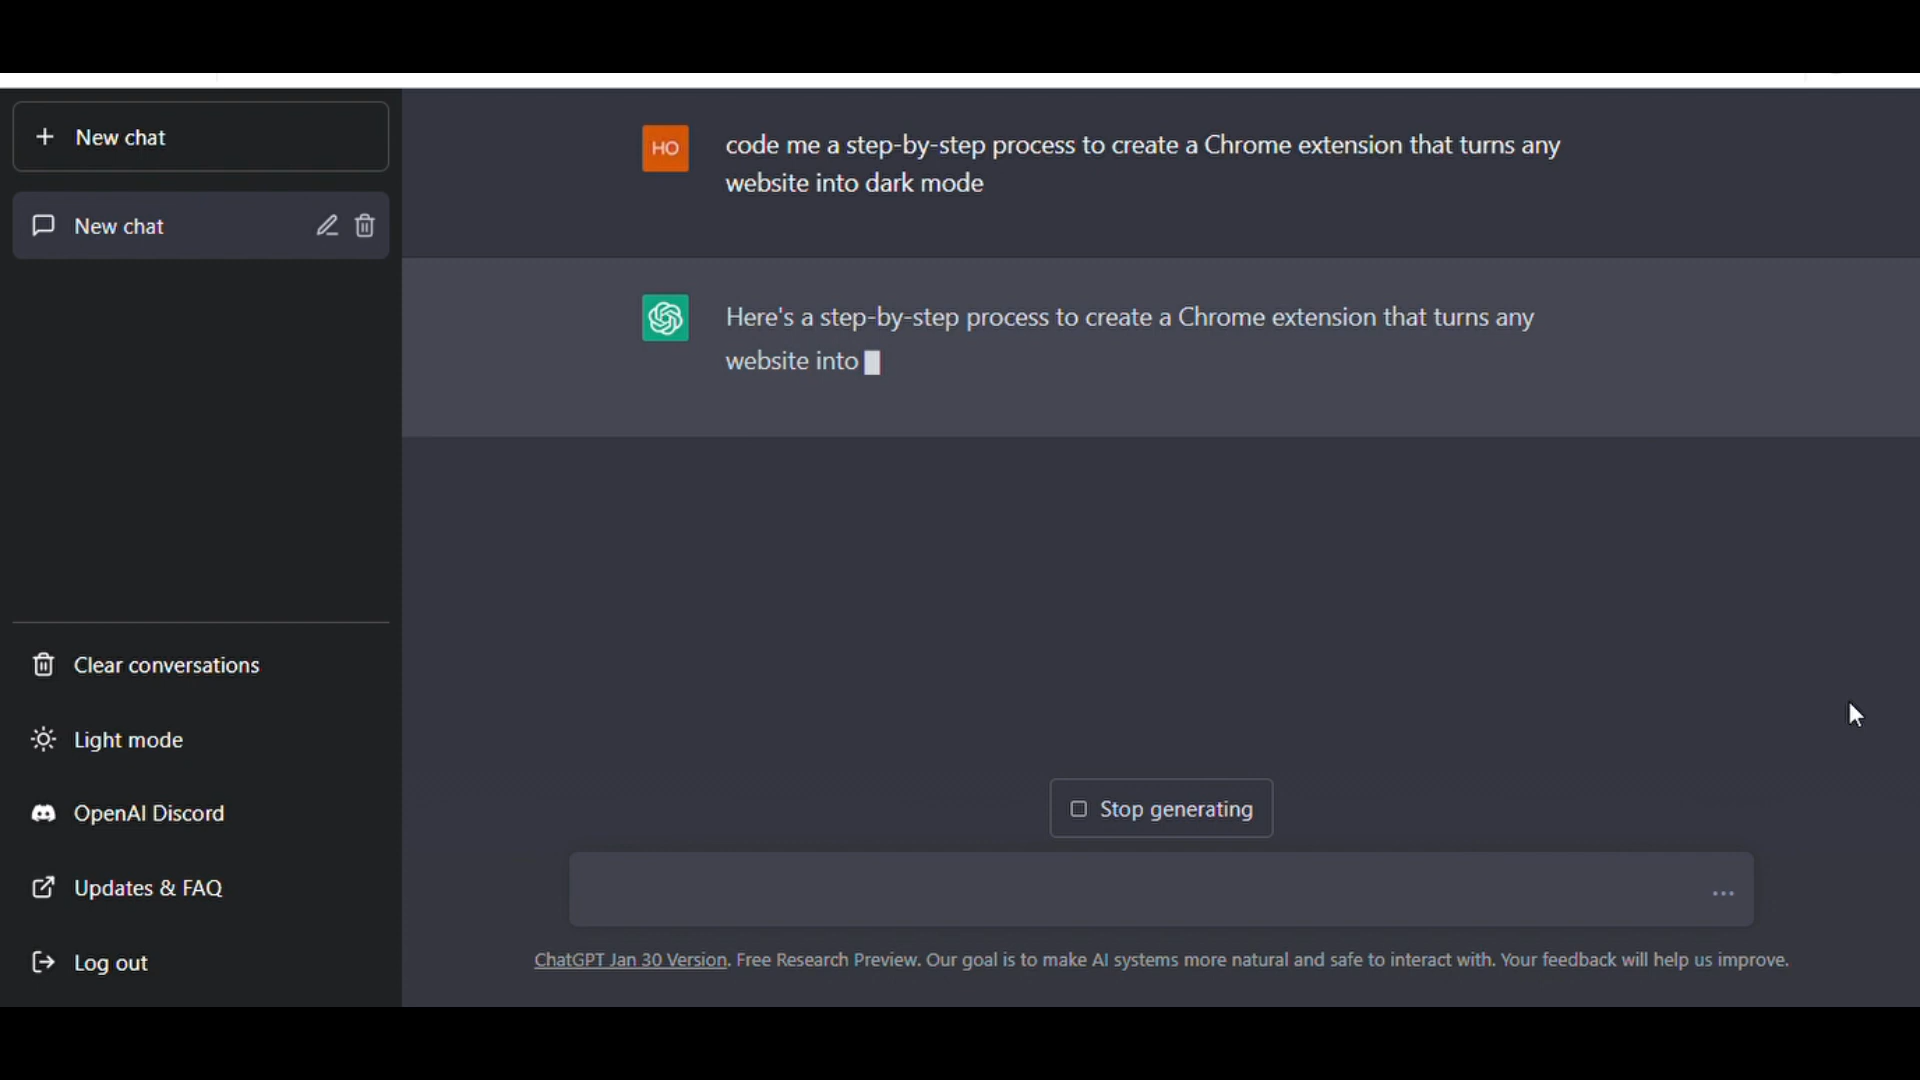 New chat
New chat
Clear conversations
Light mode
OpenAI Discord
Updates & FAQ
Log out
HO
code me a step-by-step process to create a Chrome extension that turns any
website into dark mode
Here's a step-by-step process to create a Chrome extension that turns any
website into
Stop generating
ChatGPT Jan 30 Version. Free Research Preview. Our goal is to make AI systems more natural and safe to interact with. Your feedback will help us improve.